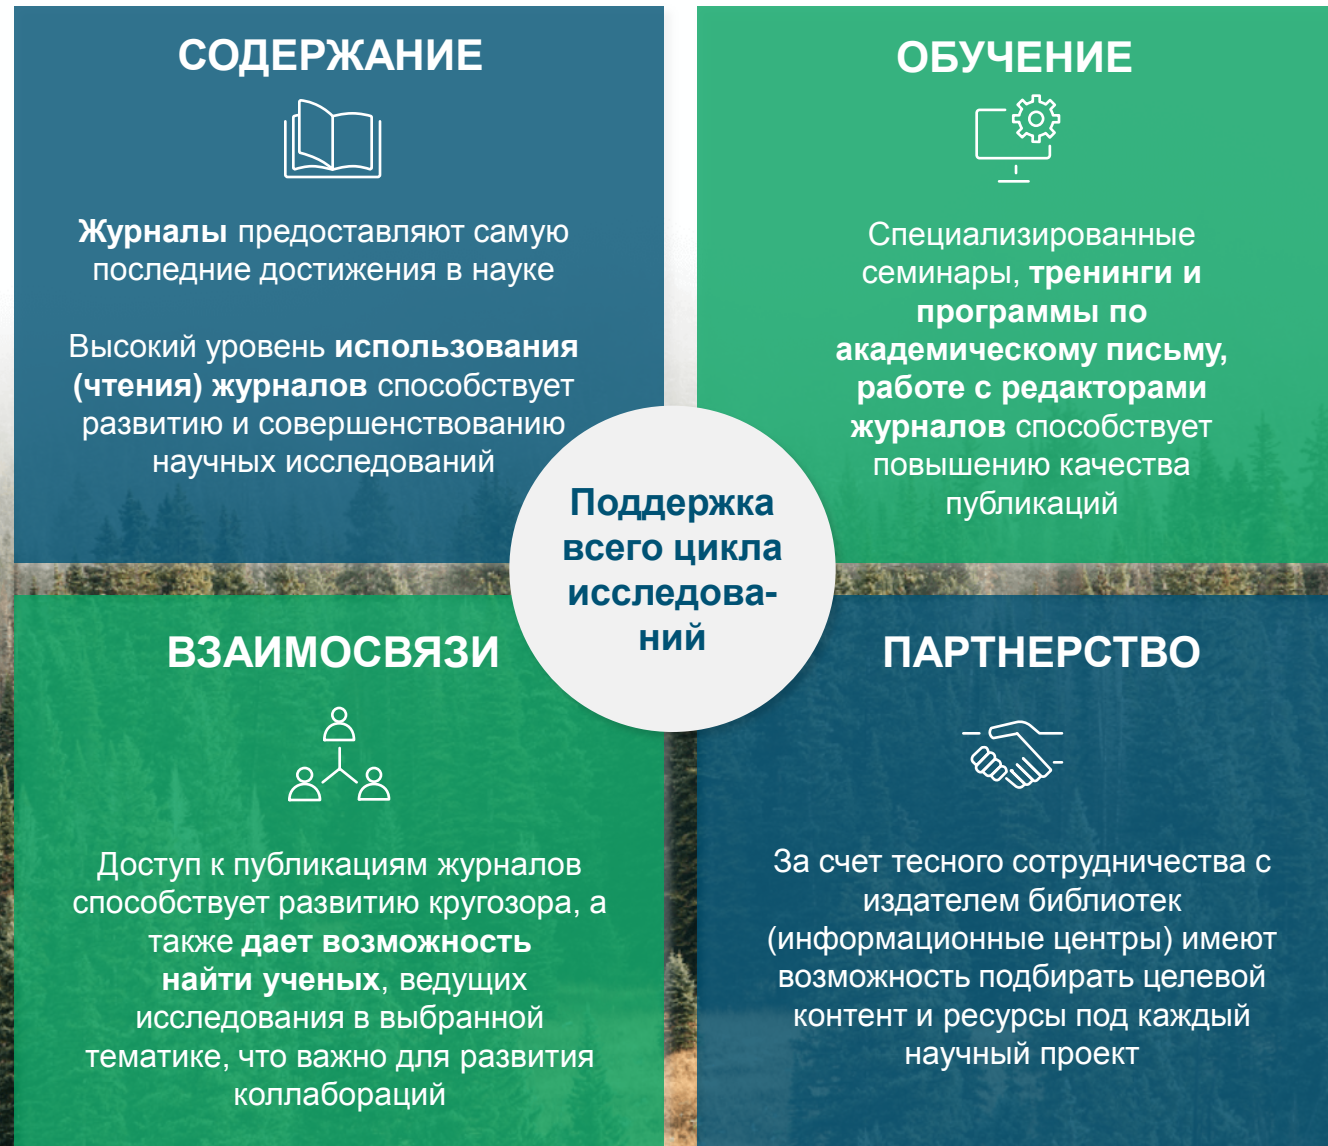 СОДЕРЖАНИЕ
Журналы предоставляют самую
последние достижения в науке
Высокий уровень использования
(чтения) журналов способствует
развитию и совершенствованию
научных исследований
ОБУЧЕНИЕ
Специализированные
семинары, тренинги и
программы по
академическому письму,
работе с редакторами
журналов способствует
повышению качества
публикаций
Поддержка
всего цикла
исследова-
ний
ВЗАИМОСВЯЗИ
Доступ к публикациям журналов
способствует развитию кругозора, а
также дает возможность
найти ученых, ведущих
исследования в выбранной
тематике, что важно для развития
коллабораций
ПАРТНЕРСТВО
За счет тесного сотрудничества с
издателем библиотек
(информационные центры) имеют
возможность подбирать целевой
контент и ресурсы под каждый
научный проект